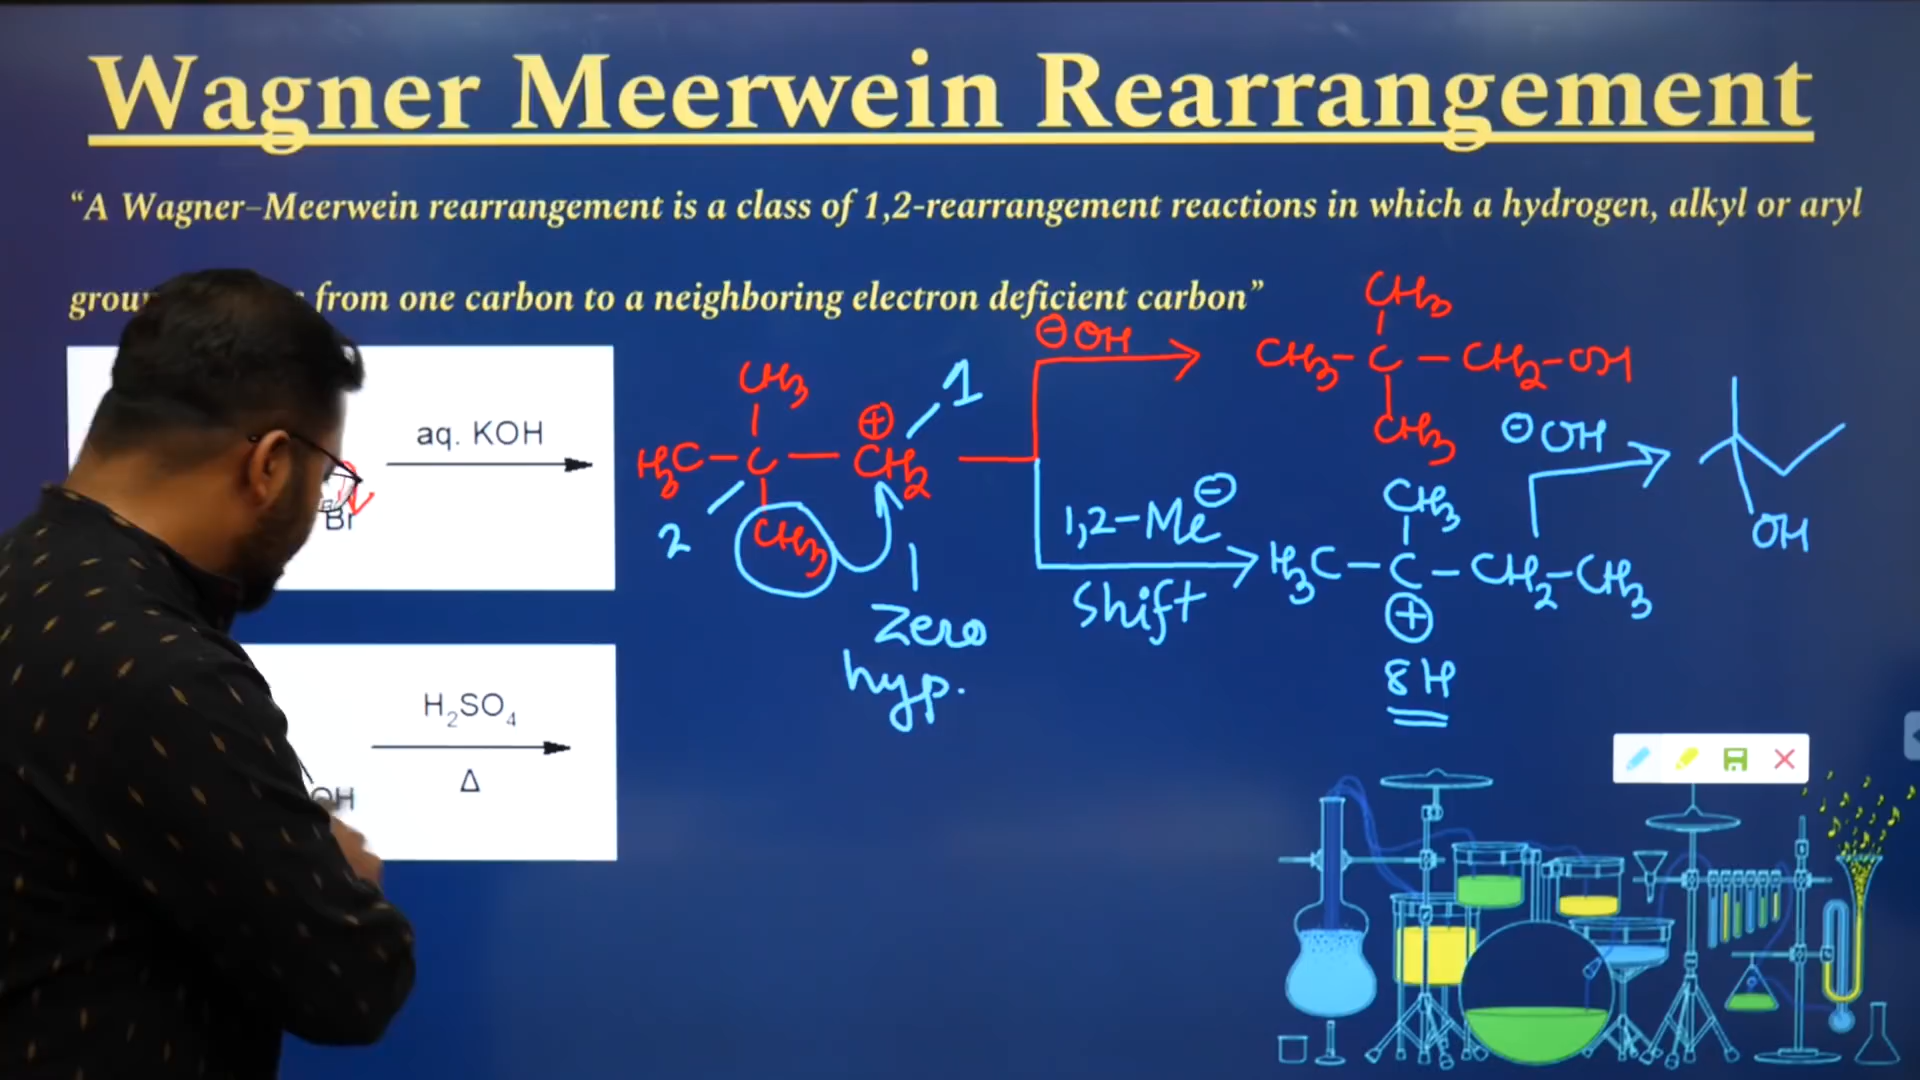 Wagner Meerwein Rearrangement
“A Wagner–Meerwein rearrangement is a class of 1,2-rearrangement reactions in which a hydrogen, alkyl or aryl
from one carbon to a neighboring electron deficient carbon”
aq. KOH
Br
CH3
H3C – C – CH2
⊕
1
2
CH3
Zero
hyp.
⊖OH
CH3
CH3 – C – CH2 – OH
CH3
1,2-Me⊖
Shift
CH3
H3C – C – CH2 – CH3
⊕
8H
⊖OH
OH
H2SO4
Δ
OH